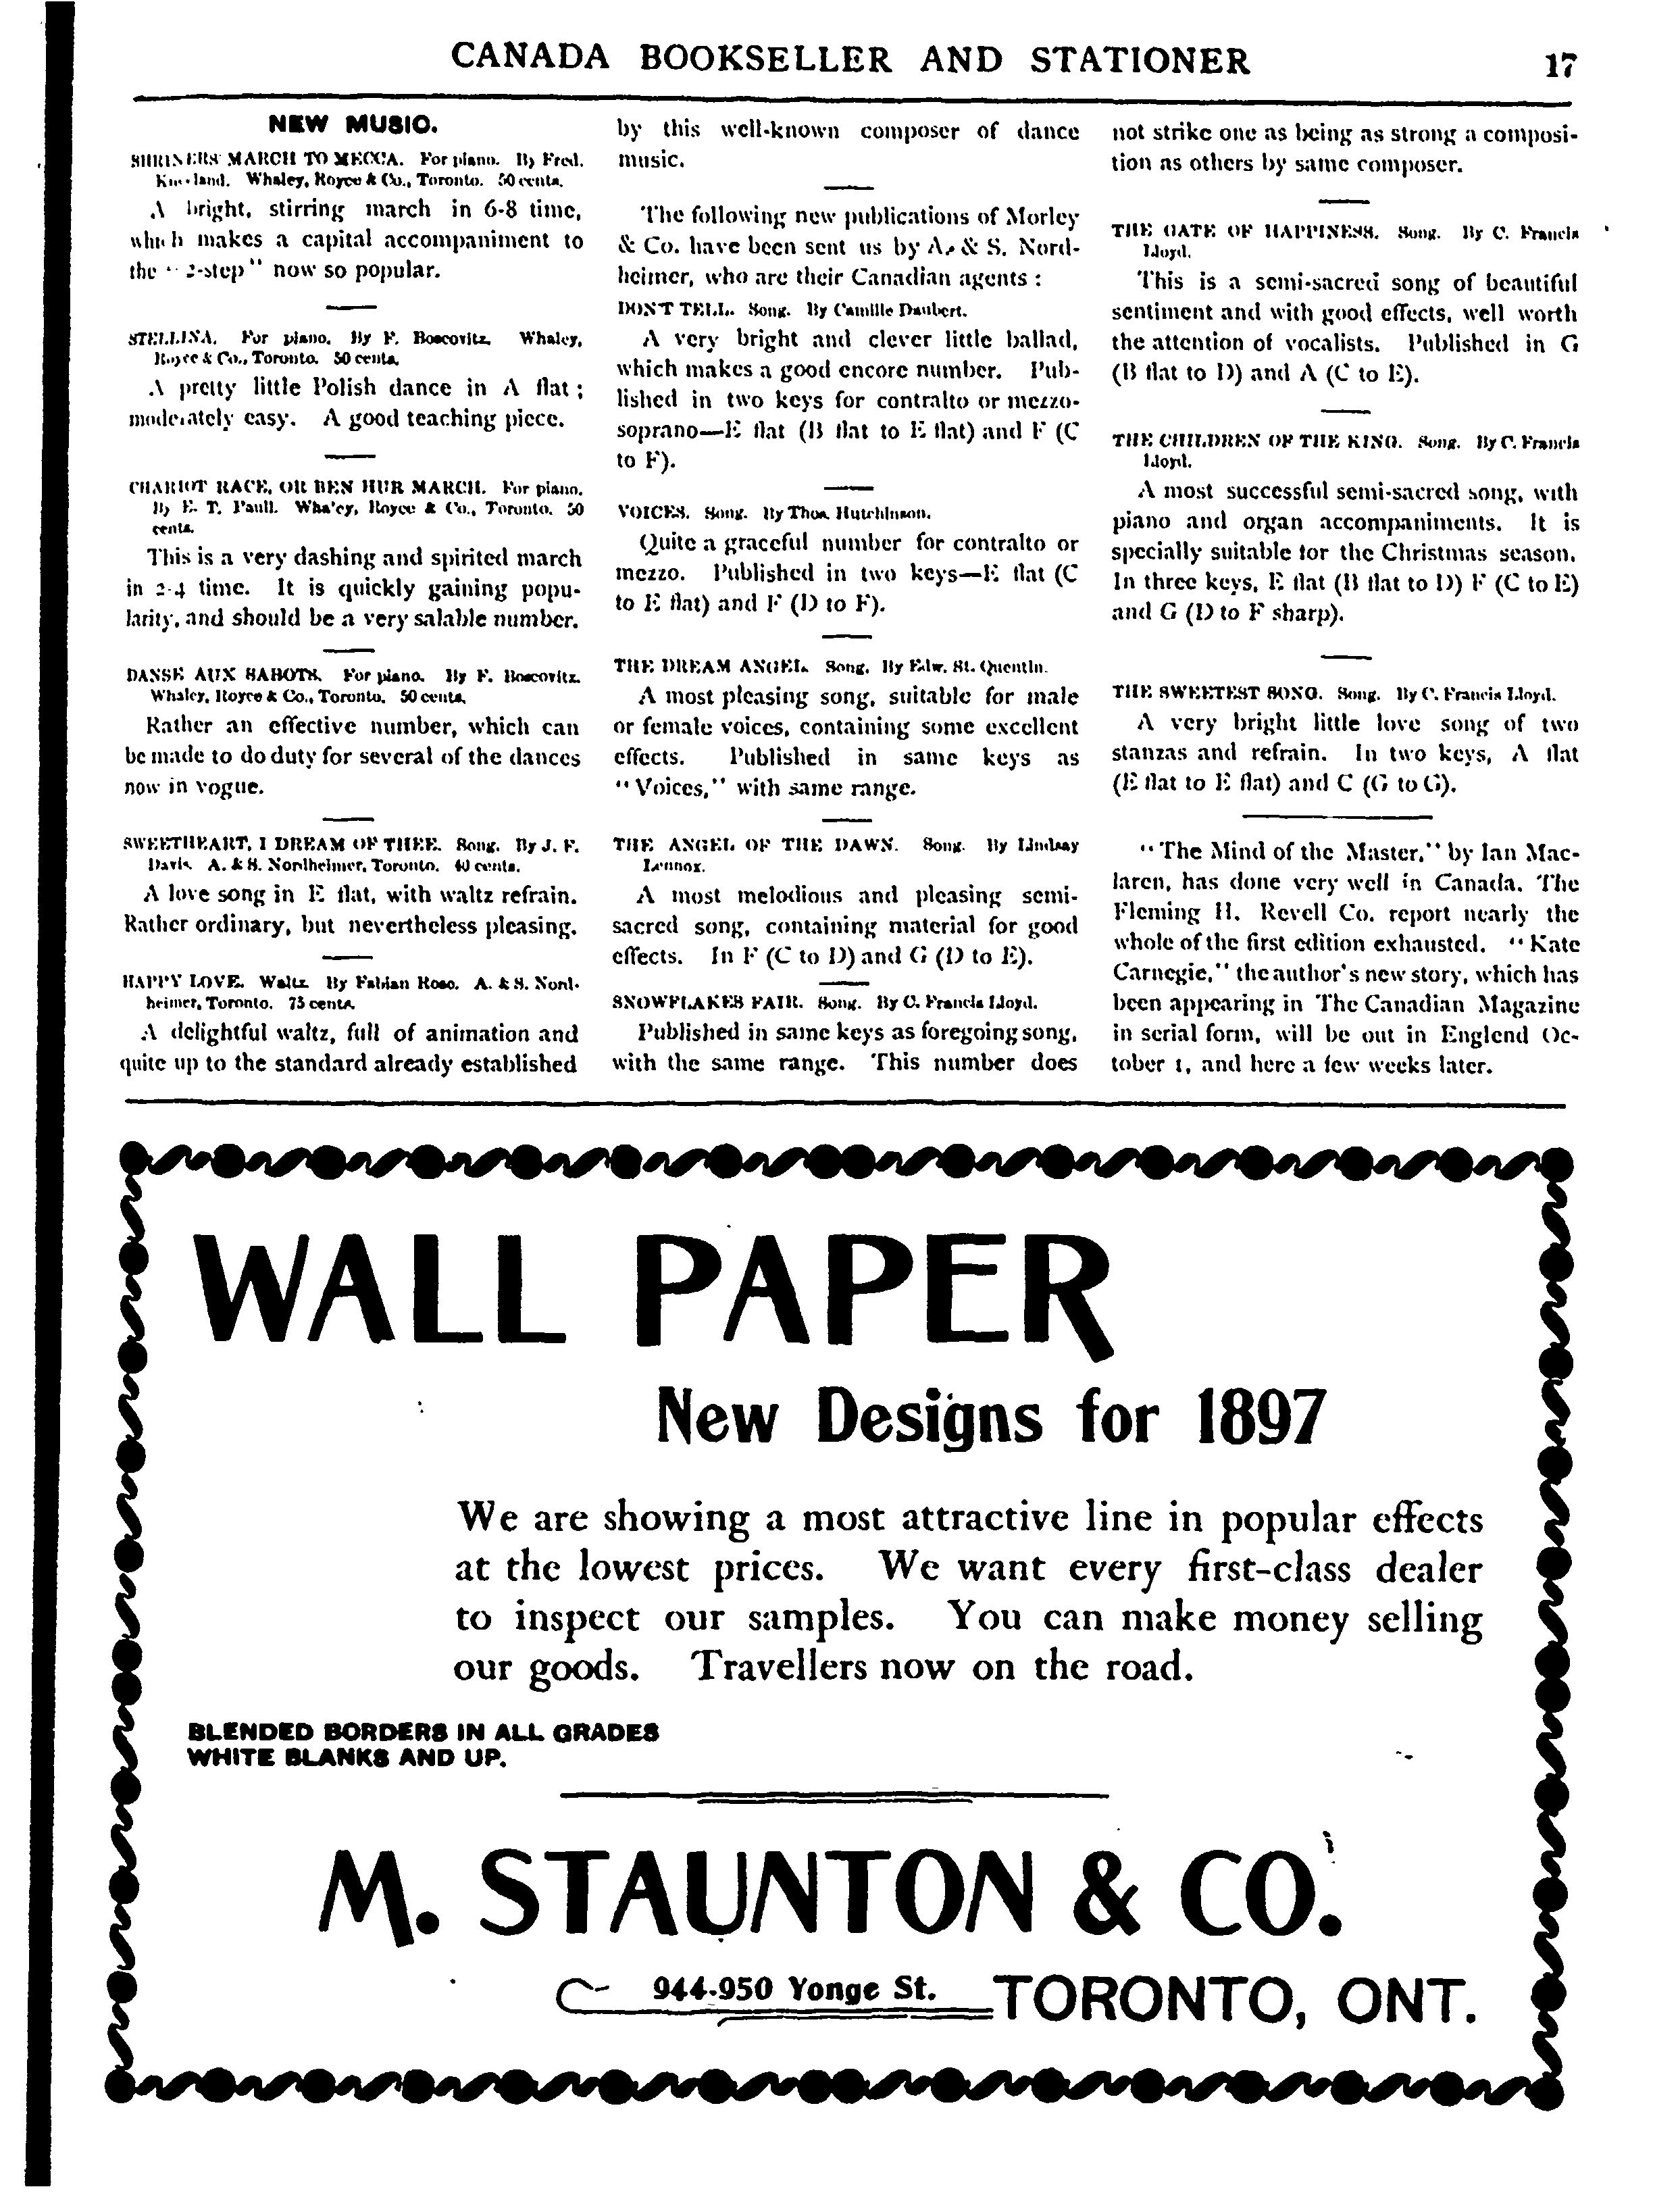 CANADA BOOKSELLER AND STATIONER 17
NEW MUSIC.
SHRINERS' MARCH TO MECCA. For piano. By Fred.
Whaley, Royce & Co., Toronto. 50 cents.
A bright, stirring march in 6-8 time,
which makes a capital accompaniment to
the "2-step" now so popular.
STELLINA. For piano. By F. Boscovitz. Whaley,
Royce & Co., Toronto. 50 cents.
A pretty little Polish dance in A flat;
moderately easy. A good teaching piece.
CHARIOT RACE, OR BEN HUR MARCH. For piano.
By E. T. Paull. Whaley, Royce & Co., Toronto. 50
cents.
This is a very dashing and spirited march
in 2-4 time. It is quickly gaining popu-
larity, and should be a very salable number.
DANSE AUX SABOTS. For piano. By F. Boscovitz.
Whaley, Royce & Co., Toronto. 50 cents.
Rather an effective number, which can
be made to do duty for several of the dances
now in vogue.
SWEETHEART, I DREAM OF THEE. Song. By J. F.
Davis. A. & S. Nordheimer, Toronto. 40 cents.
A love song in E flat, with waltz refrain.
Rather ordinary, but nevertheless pleasing.
HAPPY LOVE. Waltz. By Fabian Rose. A. & S. Nord-
heimer, Toronto. 75 cents.
A delightful waltz, full of animation and
quite up to the standard already established
by this well-known composer of dance
music.
The following new publications of Morley
& Co. have been sent us by A. & S. Nord-
heimer, who are their Canadian agents:
DON'T TELL. Song. By Camille Daubert.
A very bright and clever little ballad,
which makes a good encore number. Pub-
lished in two keys for contralto or mezzo-
soprano—E flat (B flat to E flat) and F (C
to F).
VOICES. Song. By Thos. Hutchinson.
Quite a graceful number for contralto or
mezzo. Published in two keys—E flat (C
to E flat) and F (D to F).
THE DREAM ANGEL. Song. By Edw. St. Quentin.
A most pleasing song, suitable for male
or female voices, containing some excellent
effects. Published in same keys as
"Voices," with same range.
THE ANGEL OF THE DAWN. Song. By Lindsay
Lennox.
A most melodious and pleasing semi-
sacred song, containing material for good
effects. In F (C to D) and G (D to E).
SNOWFLAKES FAIR. Song. By C. Francis Lloyd.
Published in same keys as foregoing song,
with the same range. This number does
not strike one as being as strong a composi-
tion as others by same composer.
THE GATE OF HAPPINESS. Song. By C. Francis
Lloyd.
This is a semi-sacred song of beautiful
sentiment and with good effects, well worth
the attention of vocalists. Published in G
(B flat to D) and A (C to E).
THE CHILDREN OF THE KING. Song. By C. Francis
Lloyd.
A most successful semi-sacred song, with
piano and organ accompaniments. It is
specially suitable for the Christmas season.
In three keys, E flat (B flat to D) F (C to E)
and G (D to F sharp).
THE SWEETEST SONG. Song. By C. Francis Lloyd.
A very bright little love song of two
stanzas and refrain. In two keys, A flat
(E flat to E flat) and C (G to G).
"The Mind of the Master," by Ian Mac-
laren, has done very well in Canada. The
Fleming H. Revell Co. report nearly the
whole of the first edition exhausted. "Kate
Carnegie," the author's new story, which has
been appearing in The Canadian Magazine
in serial form, will be out in Englend Oc-
tober 1, and here a few weeks later.
WALL PAPER
New Designs for 1897
We are showing a most attractive line in popular effects
at the lowest prices. We want every first-class dealer
to inspect our samples. You can make money selling
our goods. Travellers now on the road.
BLENDED BORDERS IN ALL GRADES
WHITE BLANKS AND UP.
M. STAUNTON & CO.
944-950 Yonge St. TORONTO, ONT.